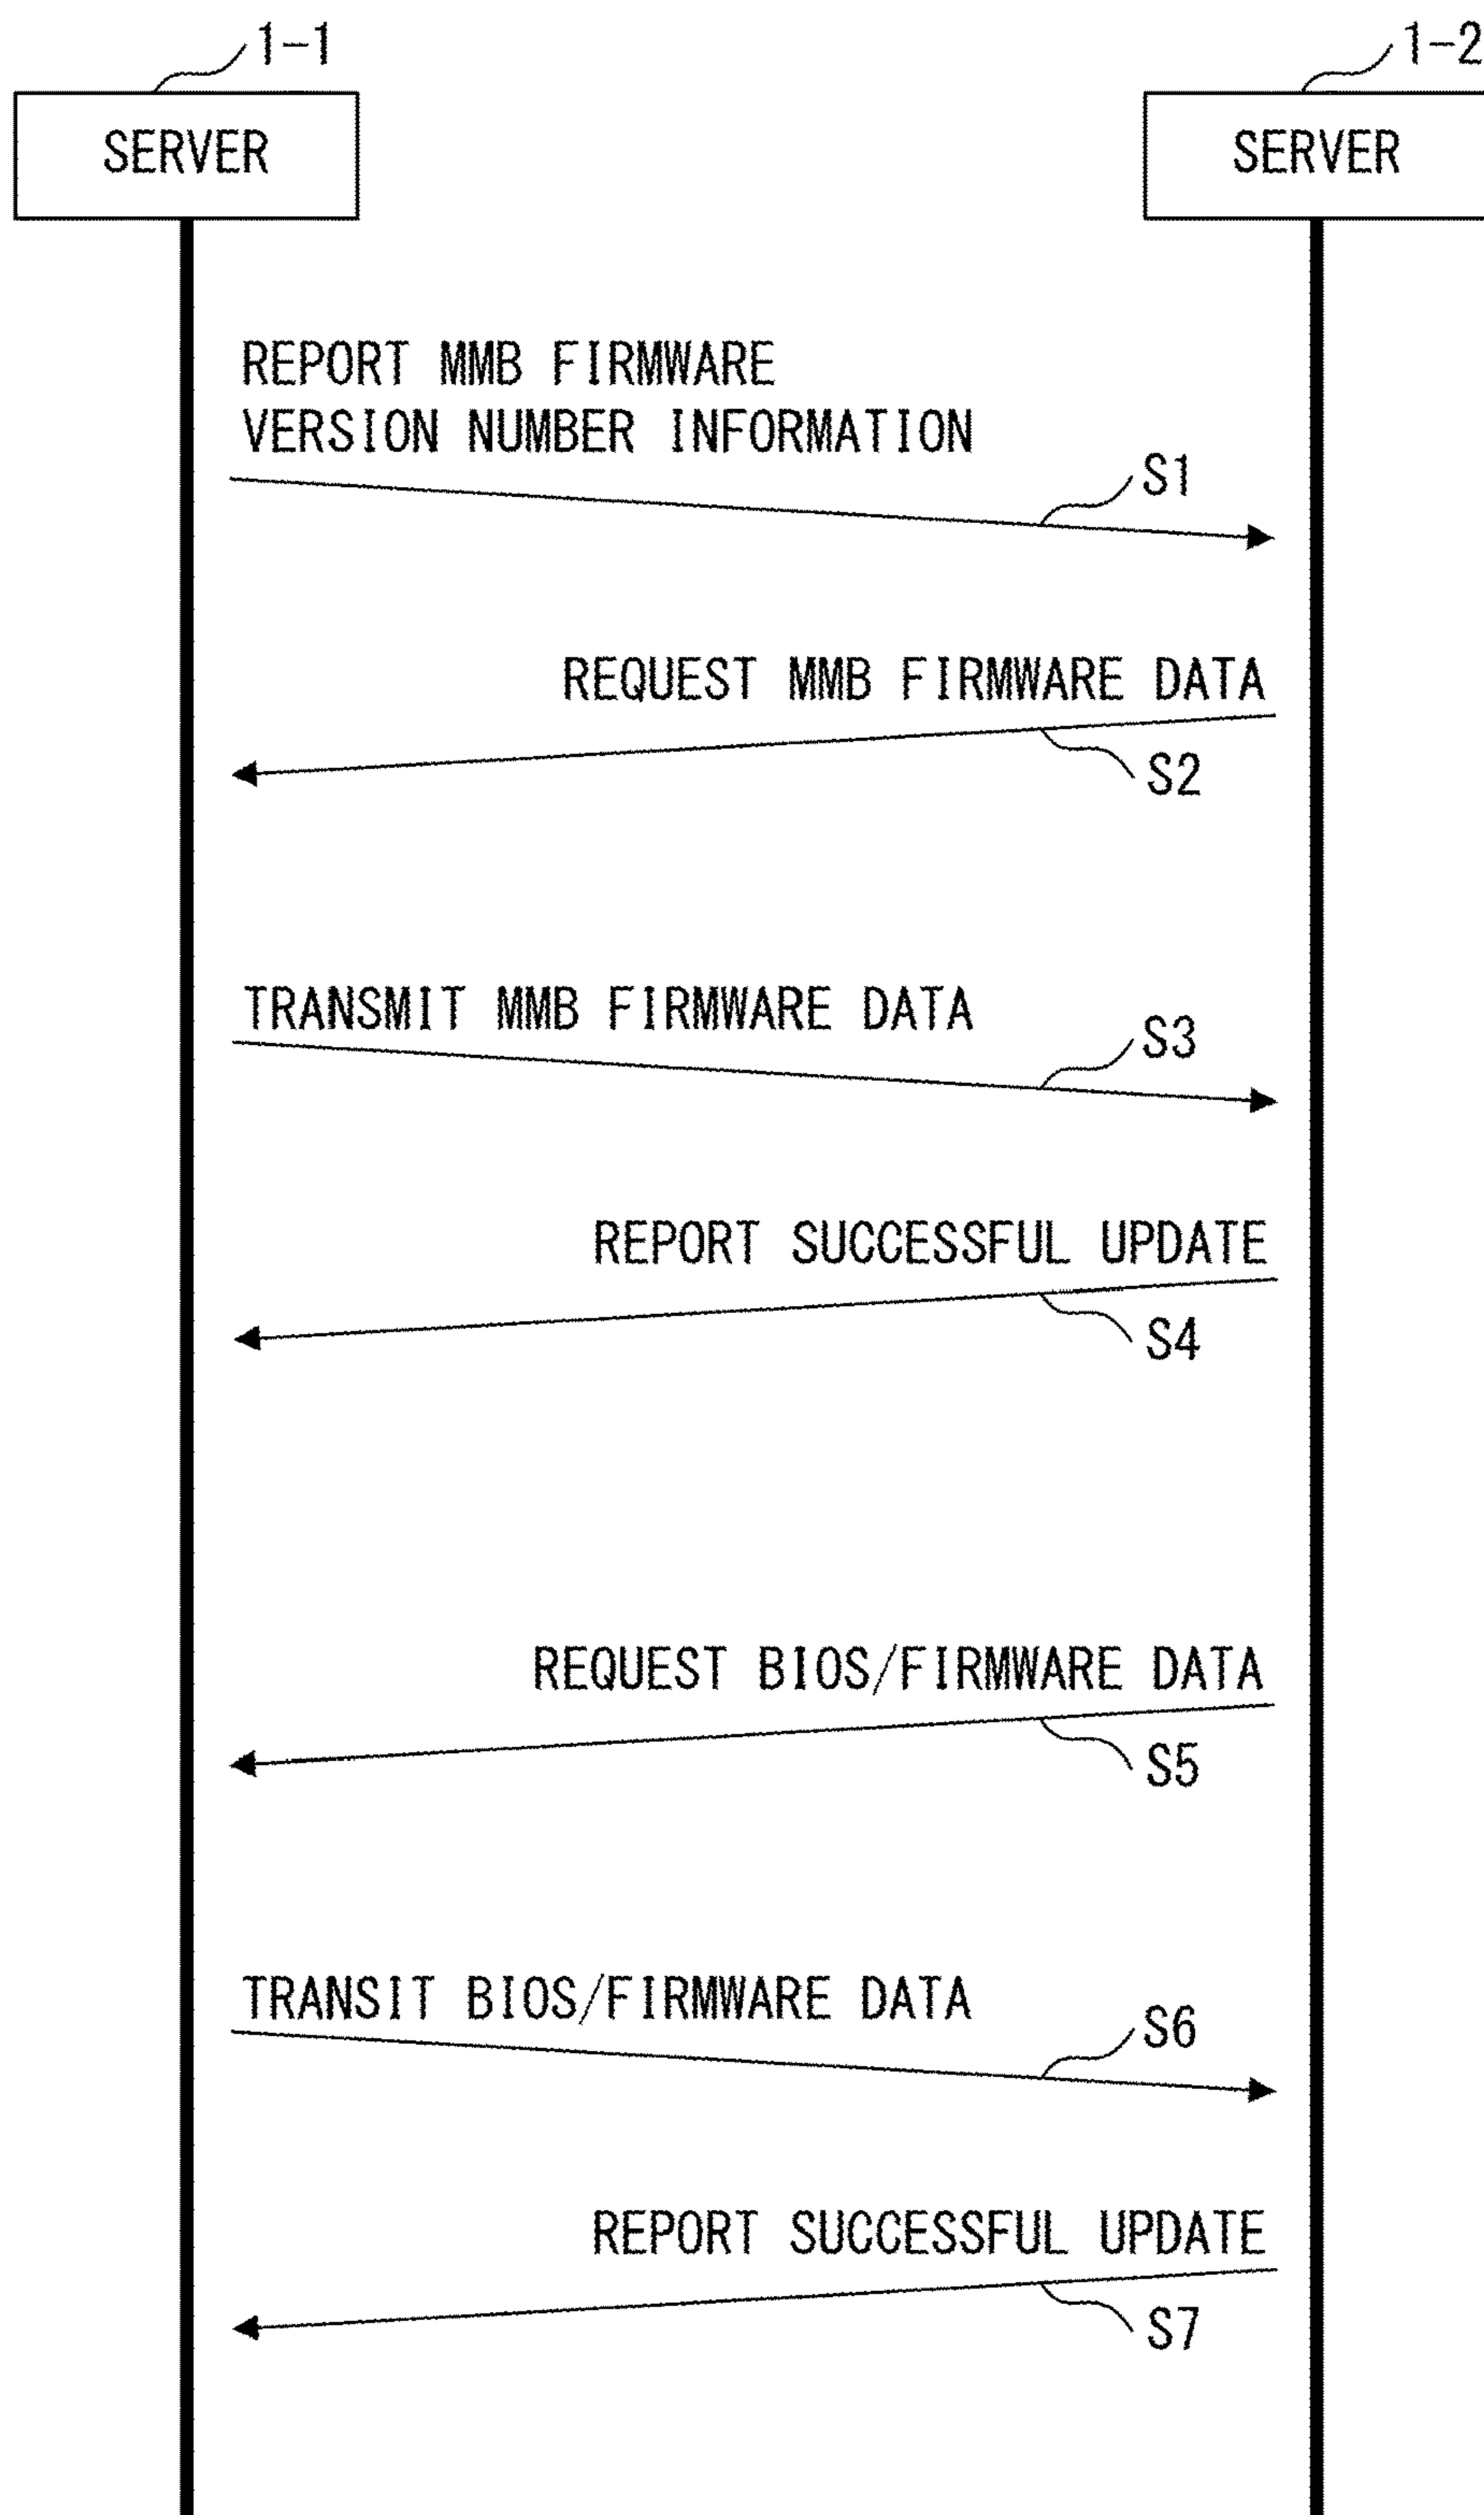 1-1
1-2
SERVER
SERVER
REPORT MMB FIRMWARE
VERSION NUMBER INFORMATION
S1
REQUEST MMB FIRMWARE DATA
S2
TRANSMIT MMB FIRMWARE DATA
S3
REPORT SUCCESSFUL UPDATE
S4
REQUEST BIOS/FIRMWARE DATA
S5
TRANSIT BIOS/FIRMWARE DATA
S6
REPORT SUCCESSFUL UPDATE
S7